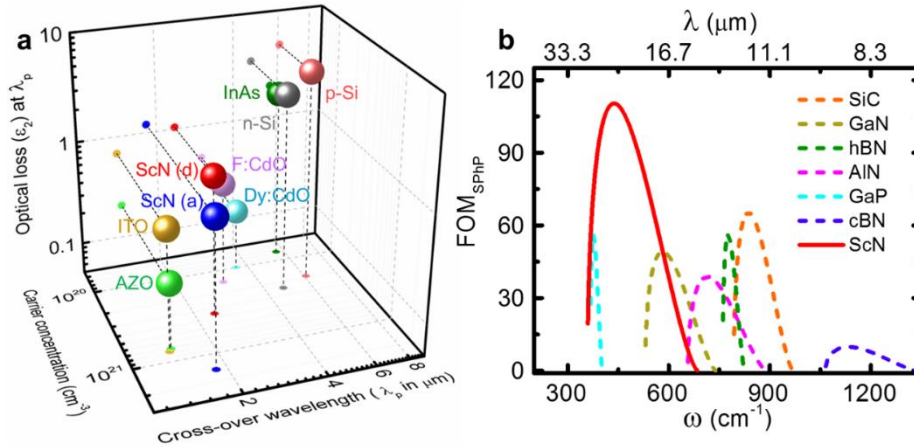 a
10
1
0.1
Optical loss (ε2) at λp
InAs
p-Si
n-Si
ScN (d)
F:CdO
ScN (a)
Dy:CdO
ITO
AZO
10^20
10^21
Carrier concentration (cm^-3)
2
4
6
8
Cross-over wavelength (λp in μm)
b
λ (μm)
33.3 16.7 11.1 8.3
FOM_SPhP
120
90
60
30
0
SiC
GaN
hBN
AlN
GaP
cBN
ScN
300 600 900 1200
ω (cm^-1)